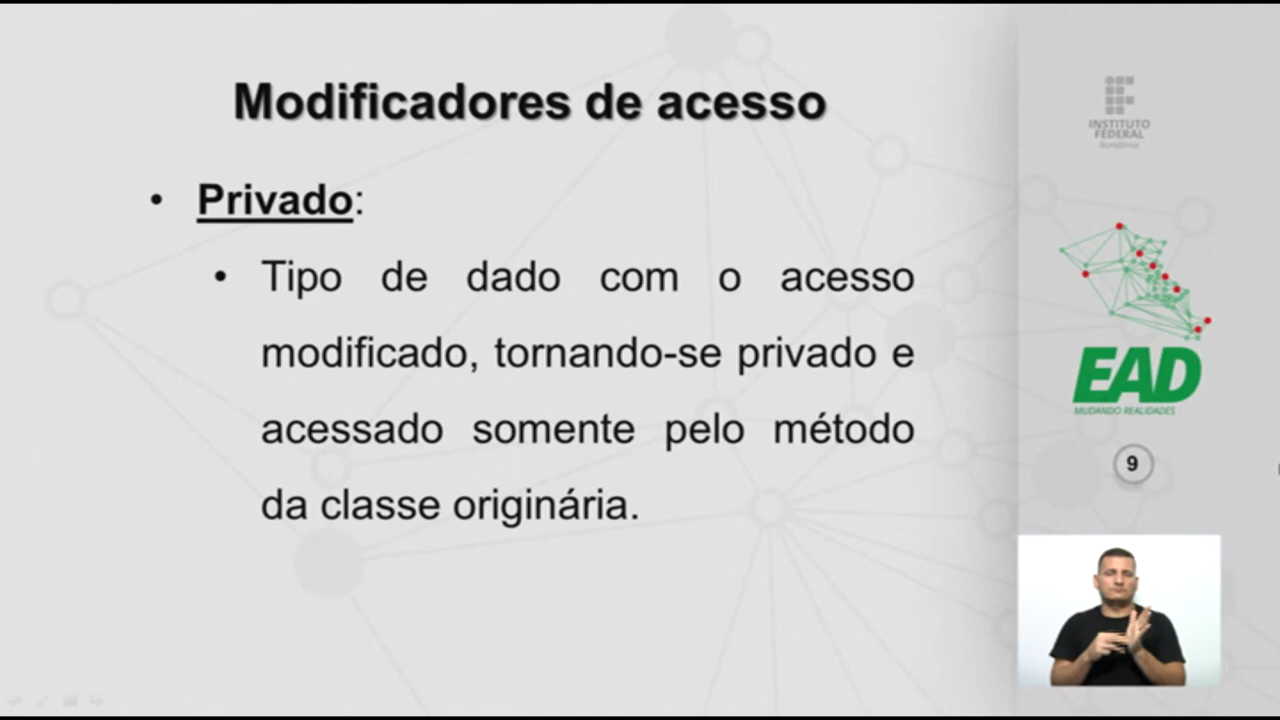 Modificadores de acesso
• Privado:
• Tipo de dado com o acesso
modificado, tornando-se privado e
acessado somente pelo método
da classe originária.
INSTITUTO
FEDERAL
Rondônia
EAD
MUDANDO REALIDADES
9